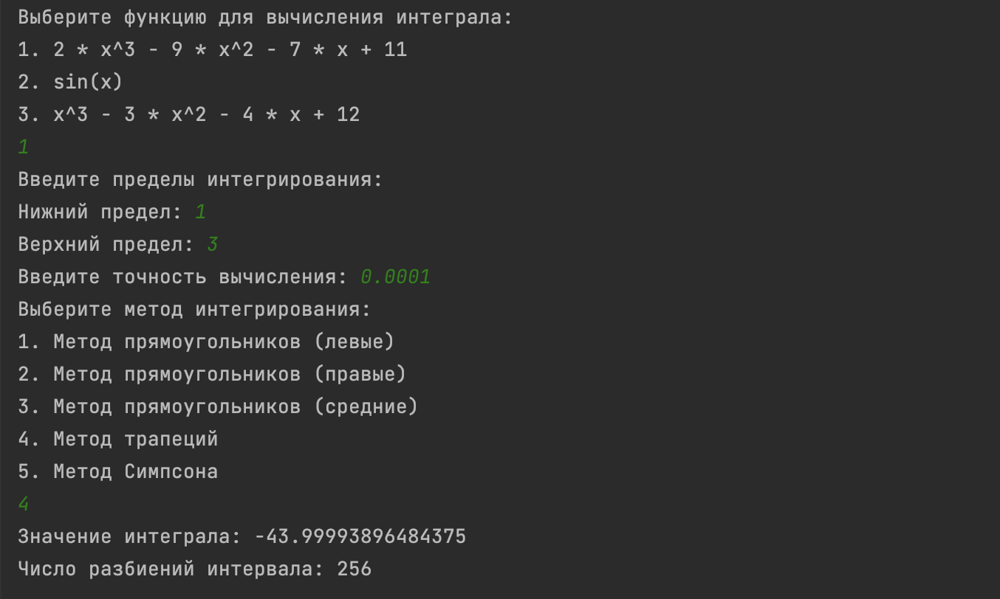 Выберите функцию для вычисления интеграла:
1. 2 * x^3 - 9 * x^2 - 7 * x + 11
2. sin(x)
3. x^3 - 3 * x^2 - 4 * x + 12
1
Введите пределы интегрирования:
Нижний предел: 1
Верхний предел: 3
Введите точность вычисления: 0.0001
Выберите метод интегрирования:
1. Метод прямоугольников (левые)
2. Метод прямоугольников (правые)
3. Метод прямоугольников (средние)
4. Метод трапеций
5. Метод Симпсона
4
Значение интеграла: -43.99993896484375
Число разбиений интервала: 256